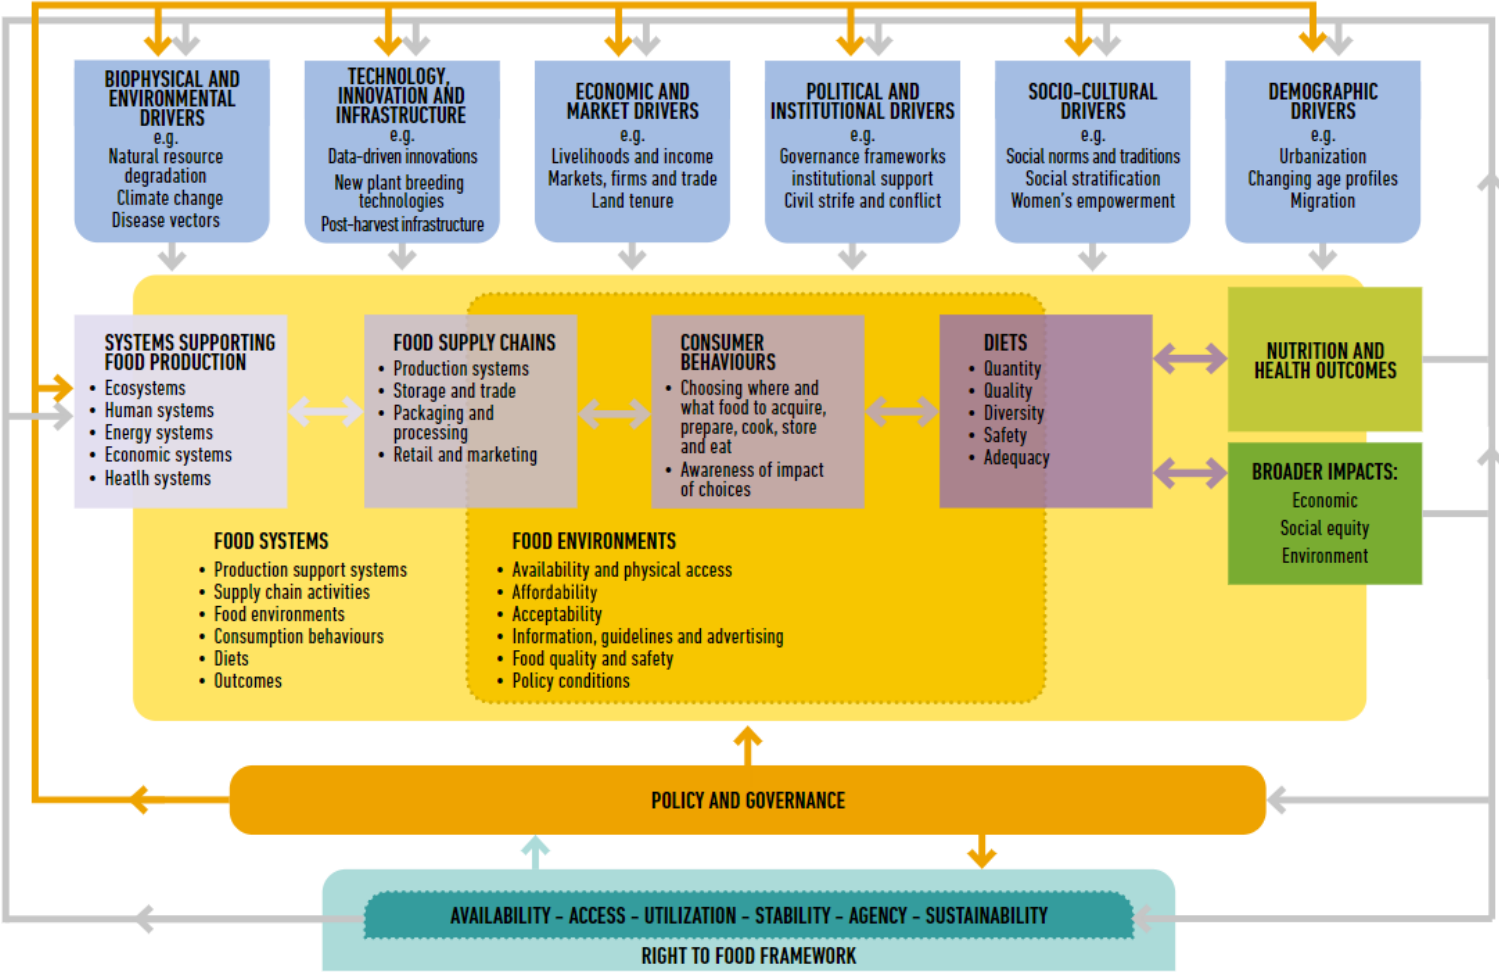 BIOPHYSICAL AND
ENVIRONMENTAL
DRIVERS
e.g.
Natural resource
degradation
Climate change
Disease vectors
TECHNOLOGY,
INNOVATION AND
INFRASTRUCTURE
e.g.
Data-driven innovations
New plant breeding
technologies
Post-harvest infrastructure
ECONOMIC AND
MARKET DRIVERS
e.g.
Livelihoods and income
Markets, firms and trade
Land tenure
POLITICAL AND
INSTITUTIONAL DRIVERS
e.g.
Governance frameworks
institutional support
Civil strife and conflict
SOCIO-CULTURAL
DRIVERS
e.g.
Social norms and traditions
Social stratification
Women's empowerment
DEMOGRAPHIC
DRIVERS
e.g.
Urbanization
Changing age profiles
Migration
SYSTEMS SUPPORTING
FOOD PRODUCTION
• Ecosystems
• Human systems
• Energy systems
• Economic systems
• Heatlh systems
FOOD SUPPLY CHAINS
• Production systems
• Storage and trade
• Packaging and
processing
• Retail and marketing
CONSUMER
BEHAVIOURS
• Choosing where and
what food to acquire,
prepare, cook, store
and eat
• Awareness of impact
of choices
DIETS
• Quantity
• Quality
• Diversity
• Safety
• Adequacy
NUTRITION AND
HEALTH OUTCOMES
BROADER IMPACTS:
Economic
Social equity
Environment
FOOD SYSTEMS
• Production support systems
• Supply chain activities
• Food environments
• Consumption behaviours
• Diets
• Outcomes
FOOD ENVIRONMENTS
• Availability and physical access
• Affordability
• Acceptability
• Information, guidelines and advertising
• Food quality and safety
• Policy conditions
POLICY AND GOVERNANCE
AVAILABILITY - ACCESS - UTILIZATION - STABILITY - AGENCY - SUSTAINABILITY
RIGHT TO FOOD FRAMEWORK